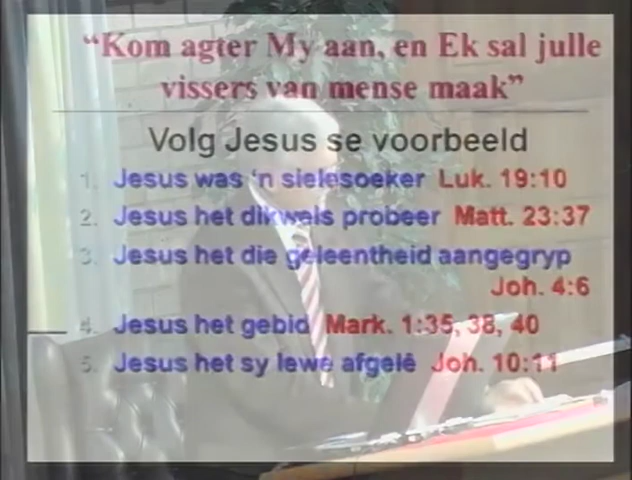 “Kom agter My aan, en Ek sal julle
vissers van mense maak”
Volg Jesus se voorbeeld
1. Jesus was 'n sielesoeker Luk. 19:10
2. Jesus het dikwels probeer Matt. 23:37
3. Jesus het die geleentheid aangegryp
Joh. 4:6
4. Jesus het gebid Mark. 1:35, 38, 40
5. Jesus het sy lewe afgelê Joh. 10:11